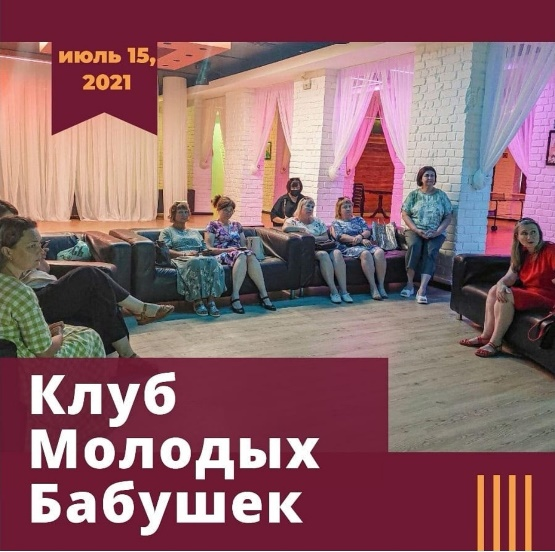 июль 15,
2021
Клуб
Молодых
Бабушек